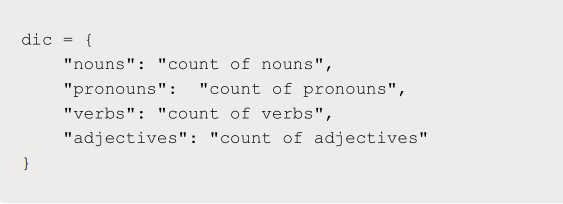 dic = {
    "nouns": "count of nouns",
    "pronouns":  "count of pronouns",
    "verbs": "count of verbs",
    "adjectives": "count of adjectives"
}